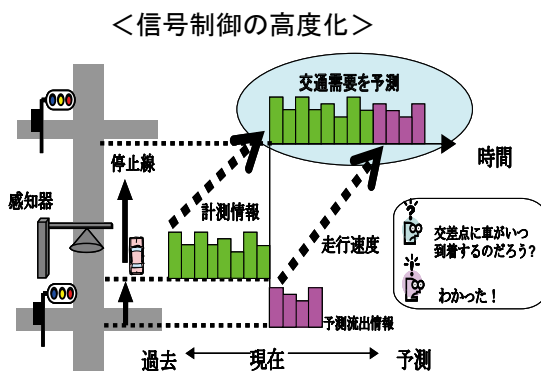 ＜信号制御の高度化＞
交通需要を予測
時間
停止線
感知器
計測情報
走行速度
?
交差点に車がいつ
到着するのだろう？
!
わかった！
予測流出情報
過去
現在
予測